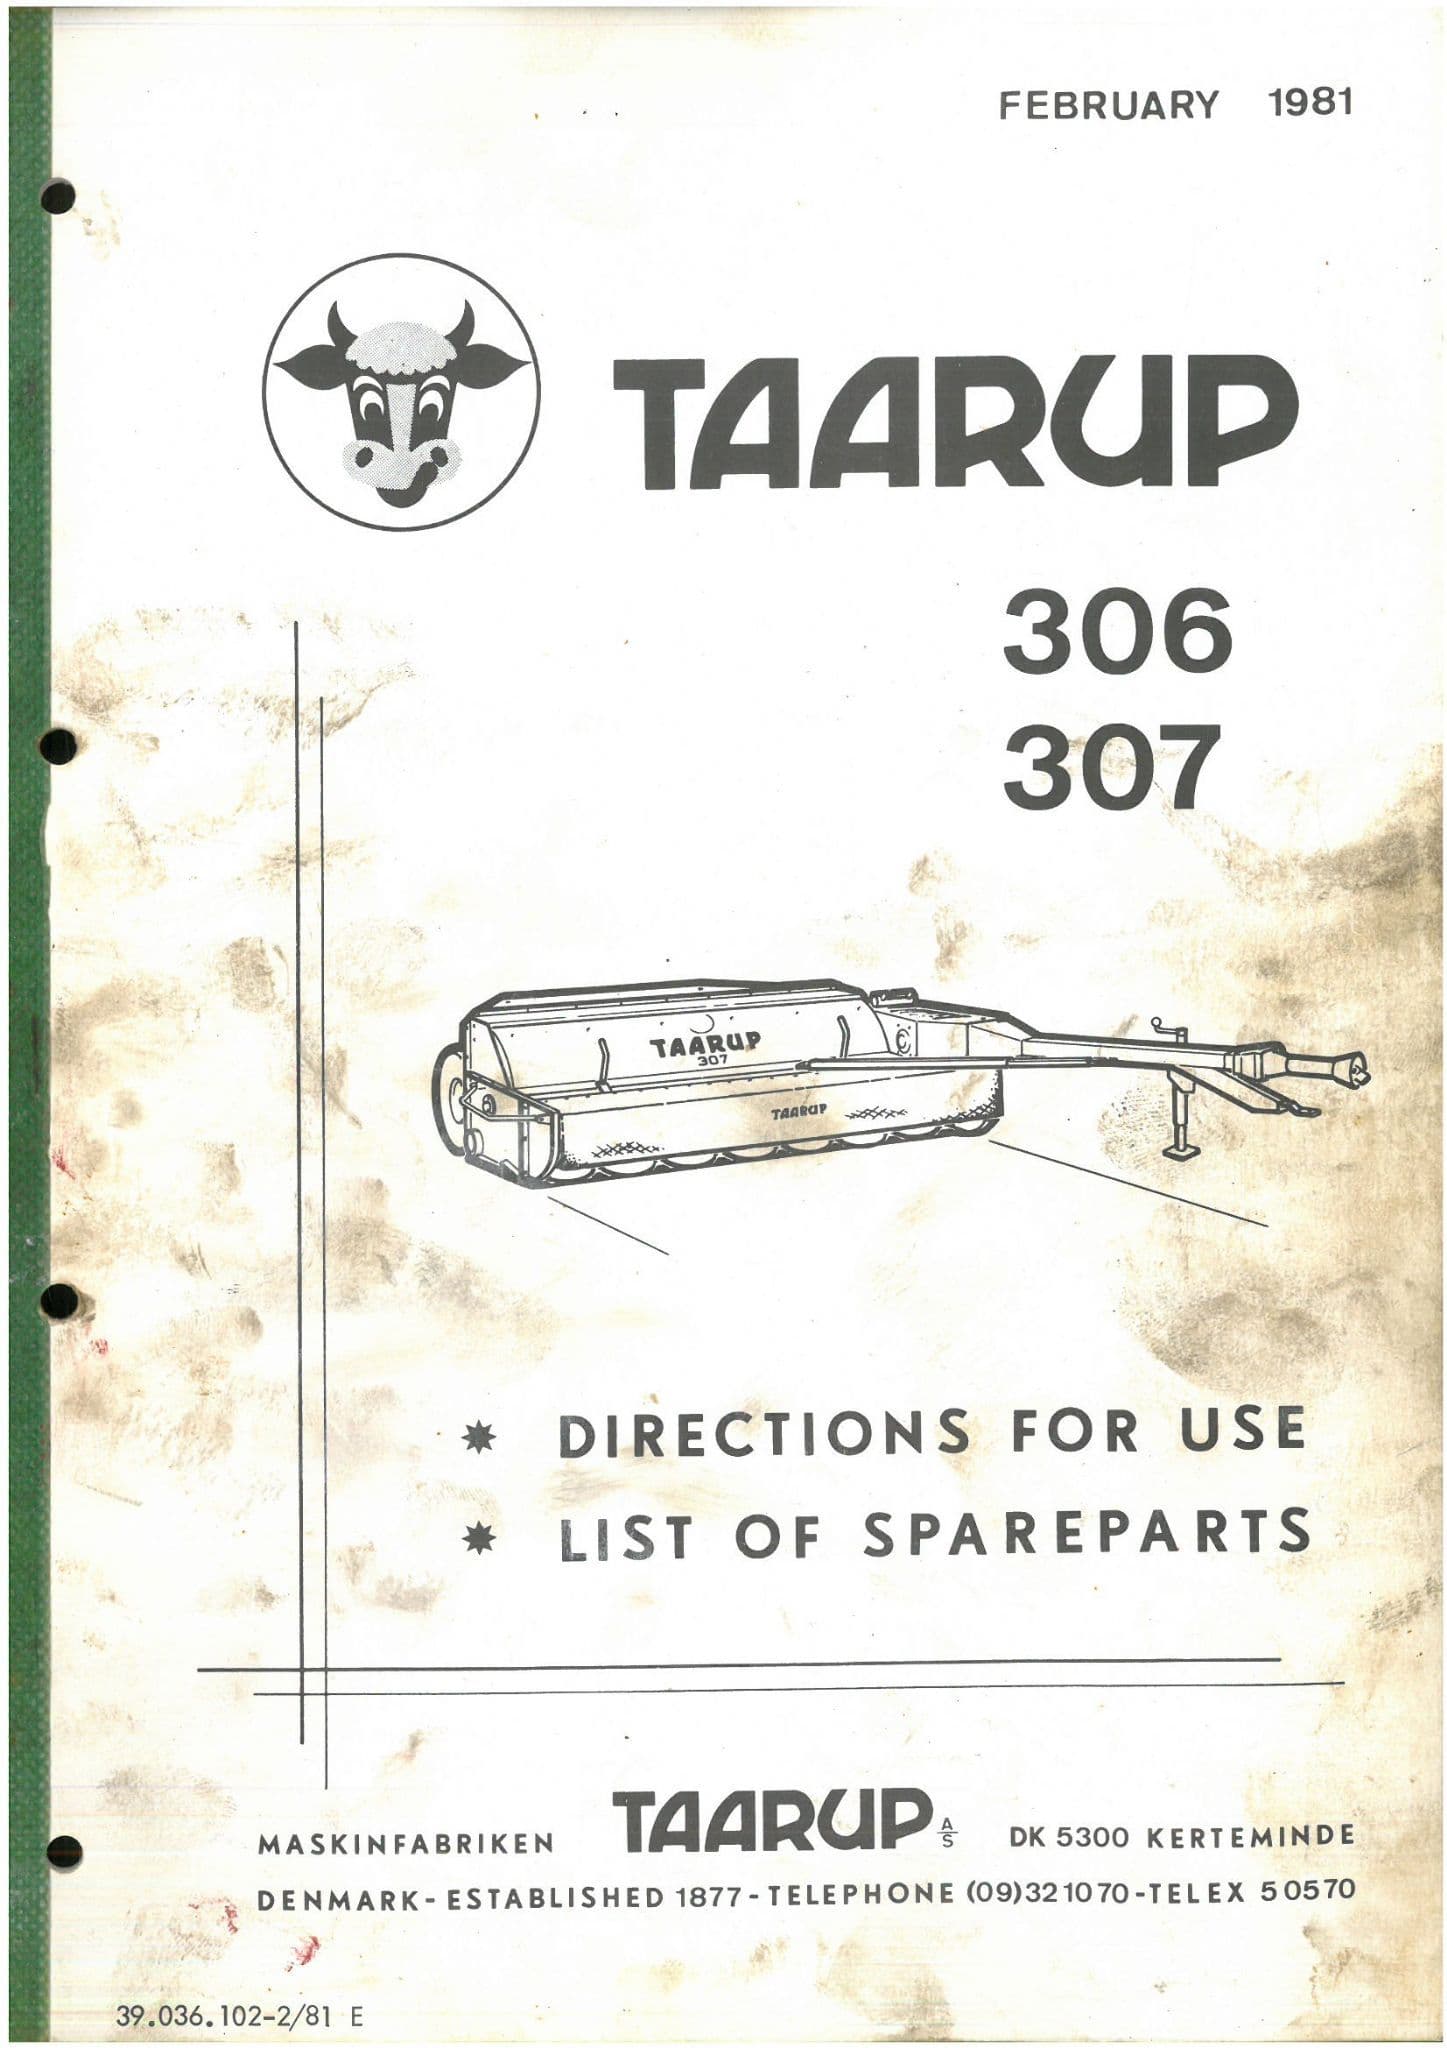 FEBRUARY 1981
TAARUP
306
307
TAARUP
307
TAARUP
* DIRECTIONS FOR USE
* LIST OF SPAREPARTS
MASKINFABRIKEN TAARUP A/S DK 5300 KERTEMINDE
DENMARK - ESTABLISHED 1877 - TELEPHONE (09) 321070 - TELEX 50570
39.036.102-2/81 E